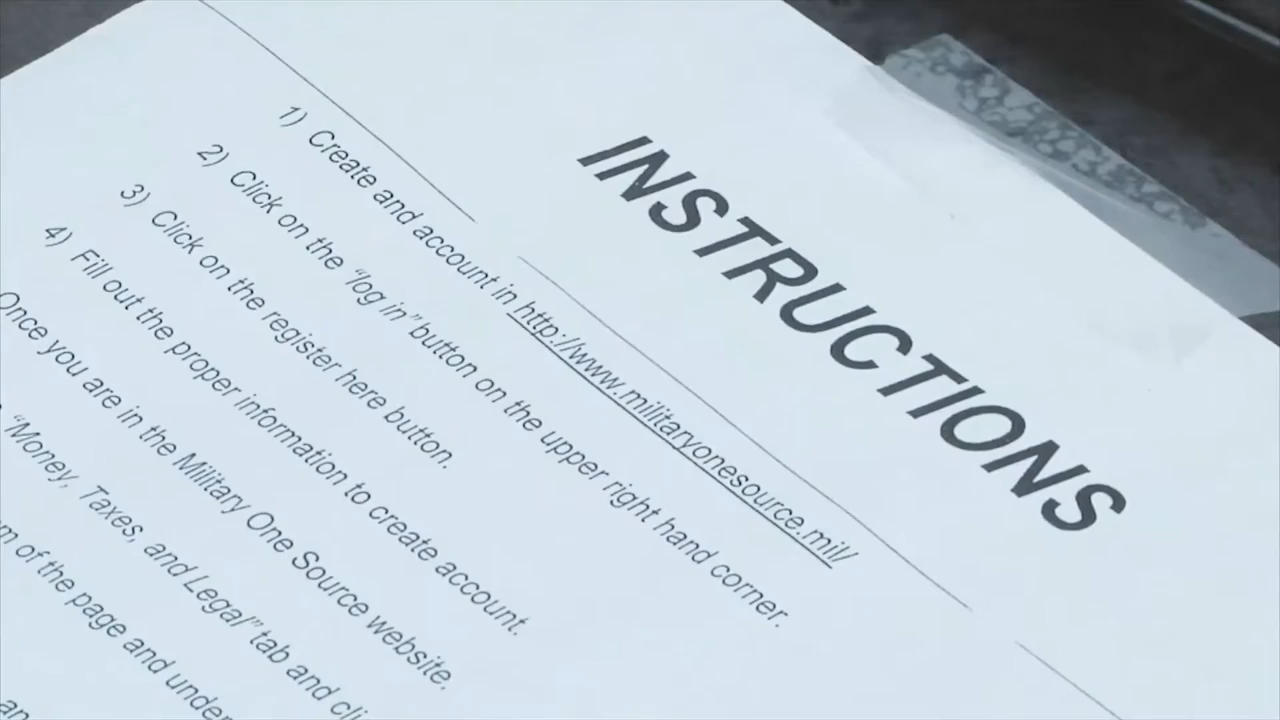 INSTRUCTIONS
1) Create and account in http://www.militaryonesource.mil/
2) Click on the “log in” button on the upper right hand corner.
3) Click on the register here button.
4) Fill out the proper information to create account.
Once you are in the Military One Source website.
“Money, Taxes, and Legal” tab and
of the page and